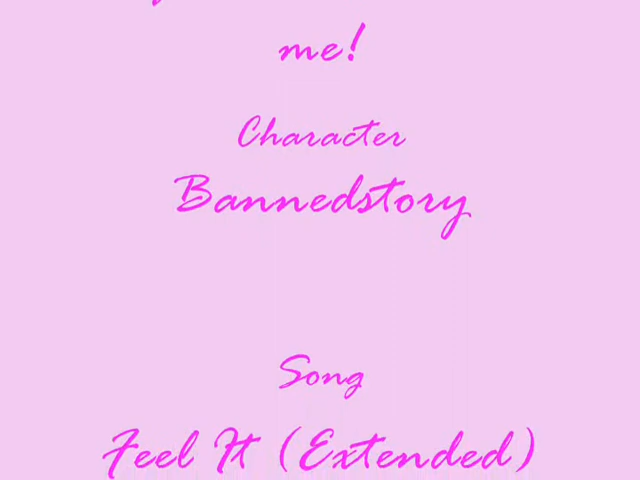 me!
Character
Bannedstory
Song
Feel It (Extended)